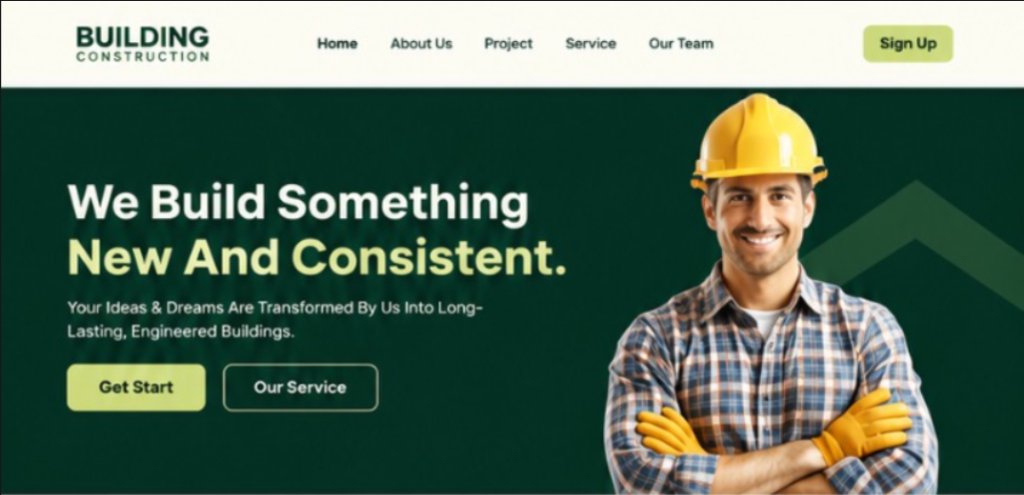 BUILDING
CONSTRUCTION
Home
About Us
Project
Service
Our Team
Sign Up
We Build Something
New And Consistent.
Your Ideas & Dreams Are Transformed By Us Into Long-
Lasting, Engineered Buildings.
Get Start
Our Service